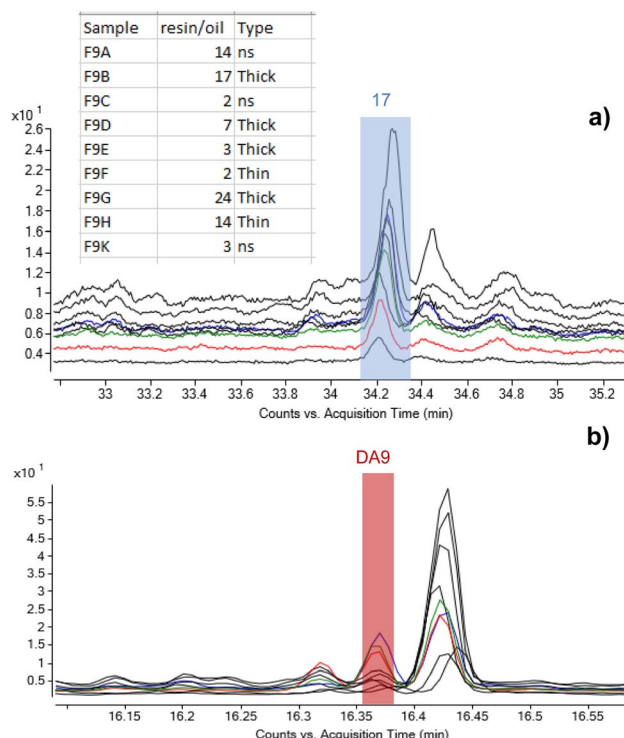 Sample resin/oil Type
F9A 14 ns
F9B 17 Thick
F9C 2 ns
F9D 7 Thick
F9E 3 Thick
F9F 2 Thin
F9G 24 Thick
F9H 14 Thin
F9K 3 ns
17
a)
x10 1
2.6
2.4
2.2
2
1.8
1.6
1.4
1.2
1
0.8
0.6
0.4
33 33.2 33.4 33.6 33.8 34 34.2 34.4 34.6 34.8 35 35.2
Counts vs. Acquisition Time (min)
b)
DA9
x10 1
5.5
5
4.5
4
3.5
3
2.5
2
1.5
1
0.5
16.15 16.2 16.25 16.3 16.35 16.4 16.45 16.5 16.55
Counts vs. Acquisition Time (min)